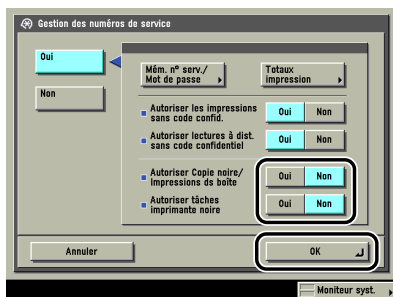 Gestion des numéros de service
Oui
Non
Mém. nº serv./
Mot de passe
Totaux
impression
Autoriser les impressions
sans code confid.
Oui
Non
Autoriser lectures à dist.
sans code confidentiel
Oui
Non
Autoriser Copie noire/
Impressions ds boîte
Oui
Non
Autoriser tâches
imprimante noire
Oui
Non
Annuler
OK
Moniteur syst.